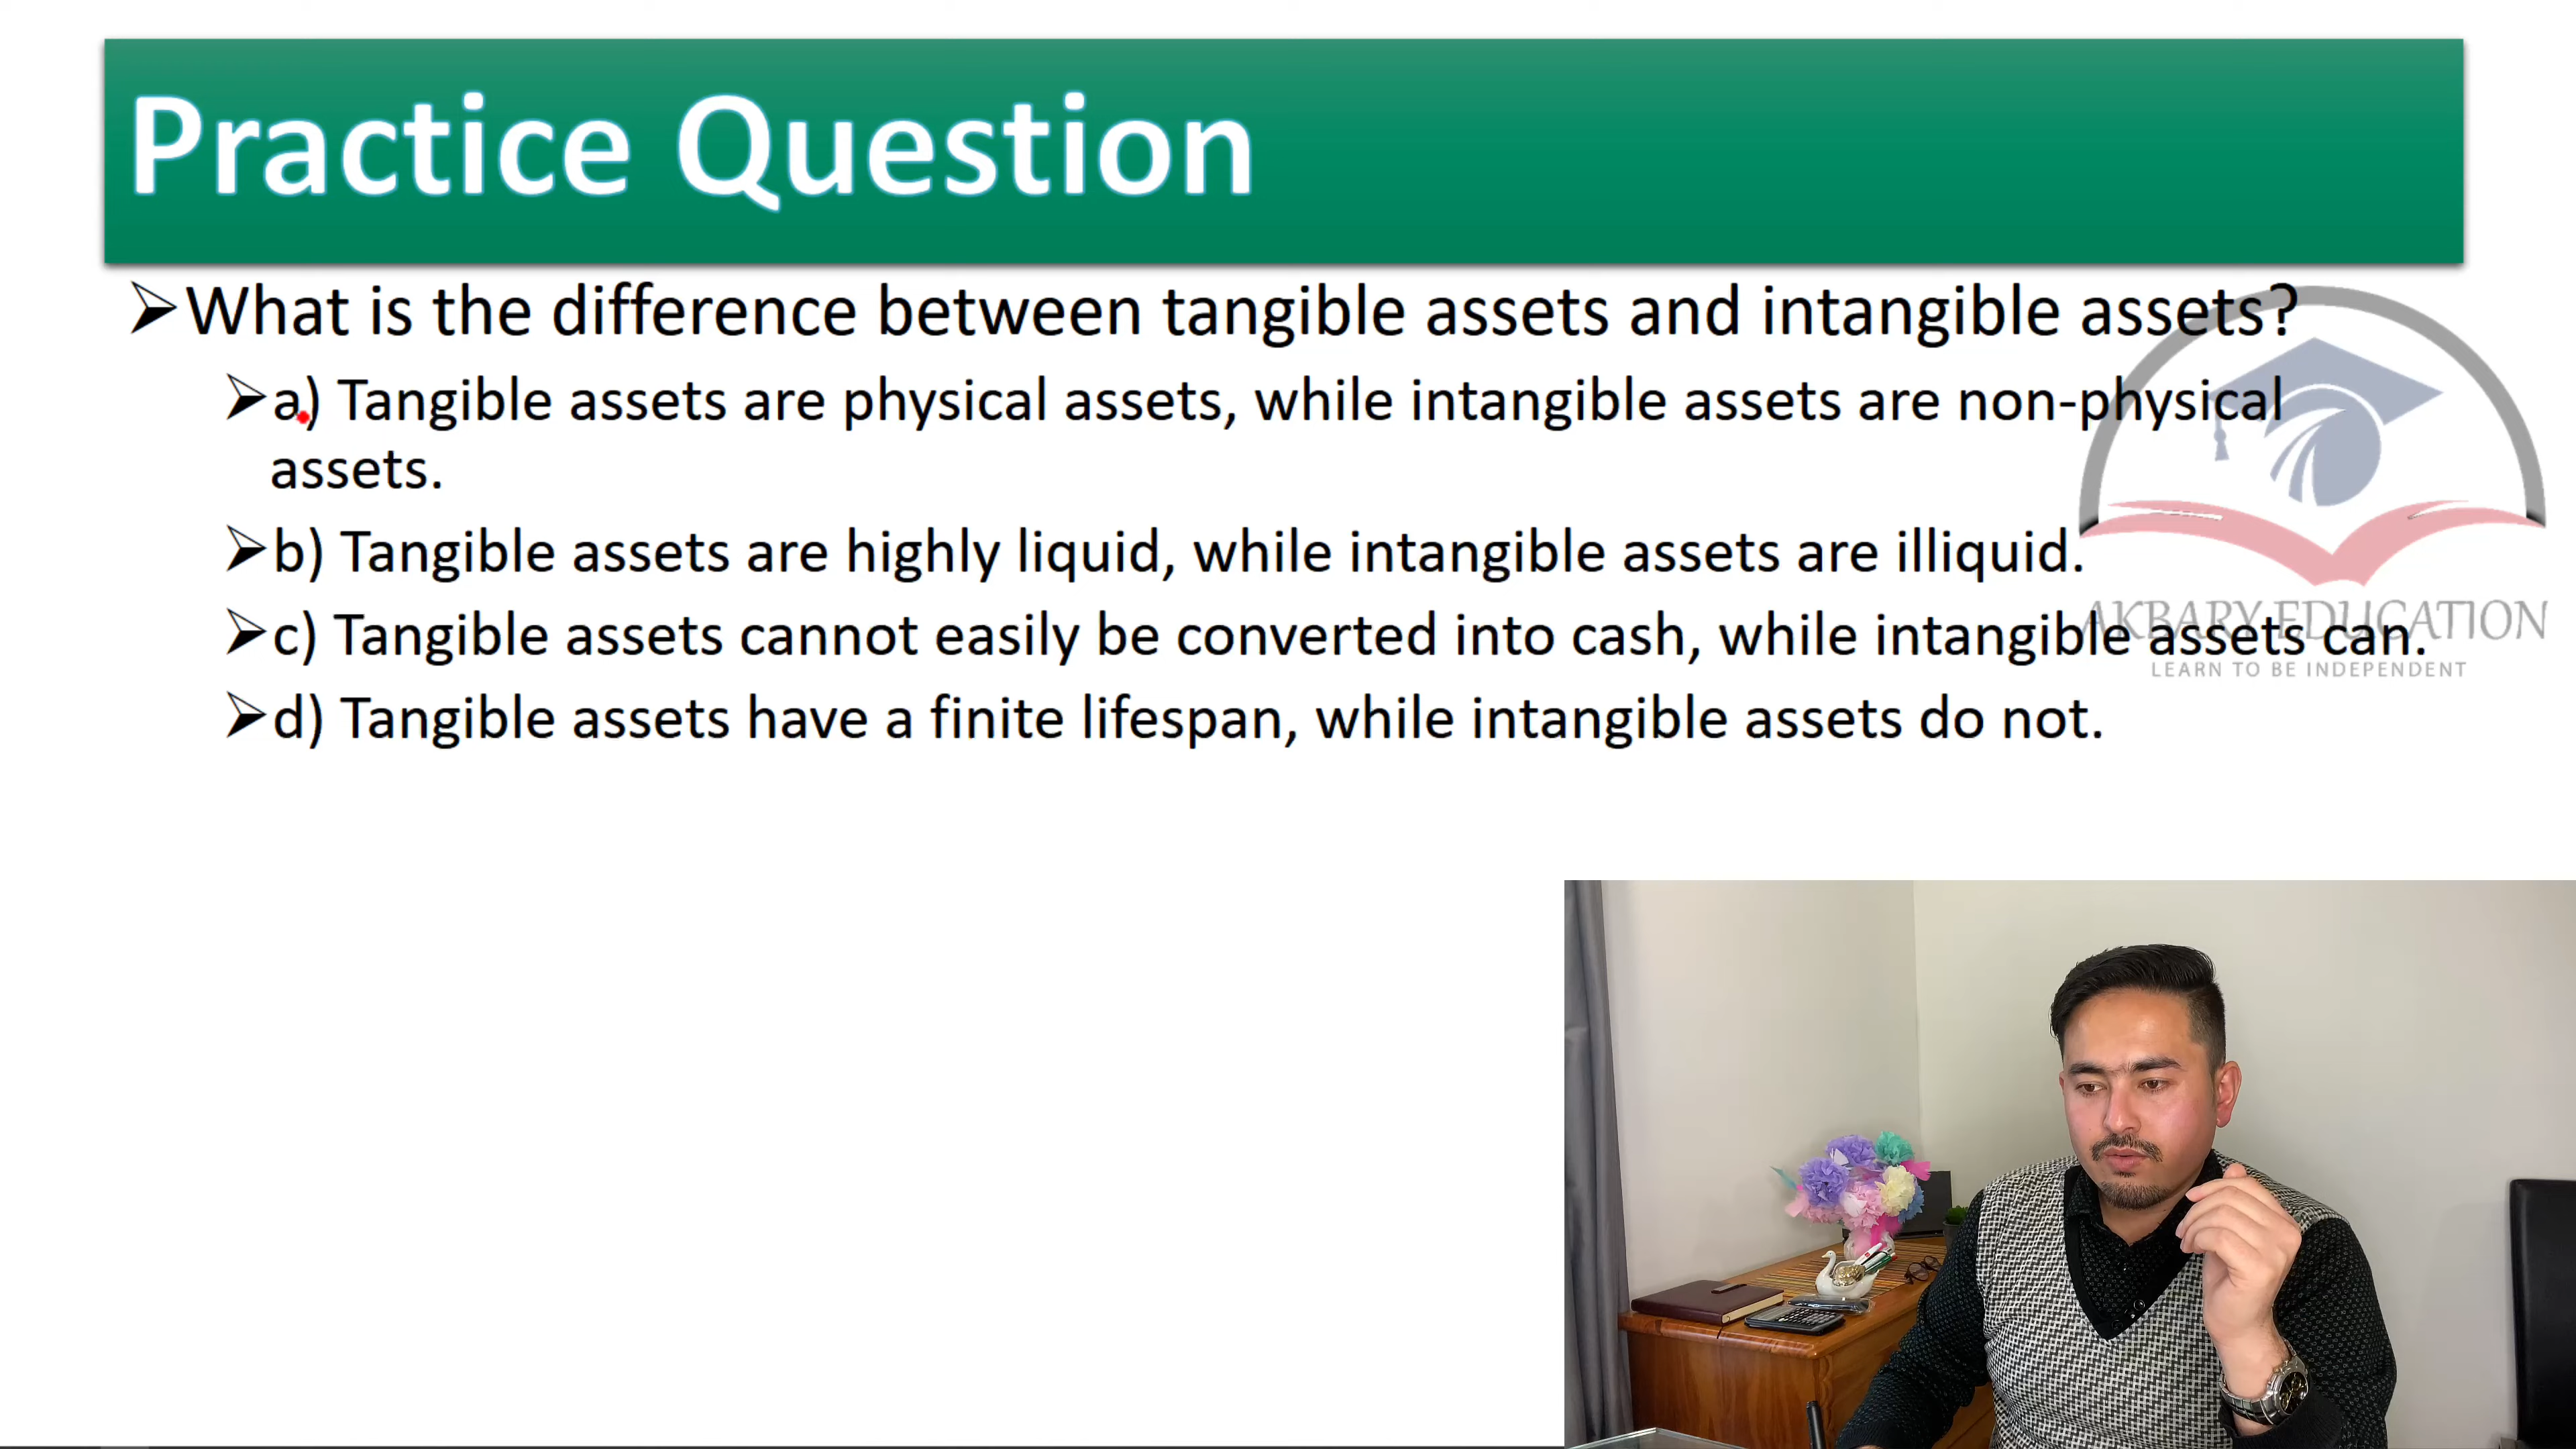 Practice Question
What is the difference between tangible assets and intangible assets?
a) Tangible assets are physical assets, while intangible assets are non-physical
assets.
b) Tangible assets are highly liquid, while intangible assets are illiquid.
c) Tangible assets cannot easily be converted into cash, while intangible assets can.
d) Tangible assets have a finite lifespan, while intangible assets do not.
AKBARY EDUCATION
LEARN TO BE INDEPENDENT